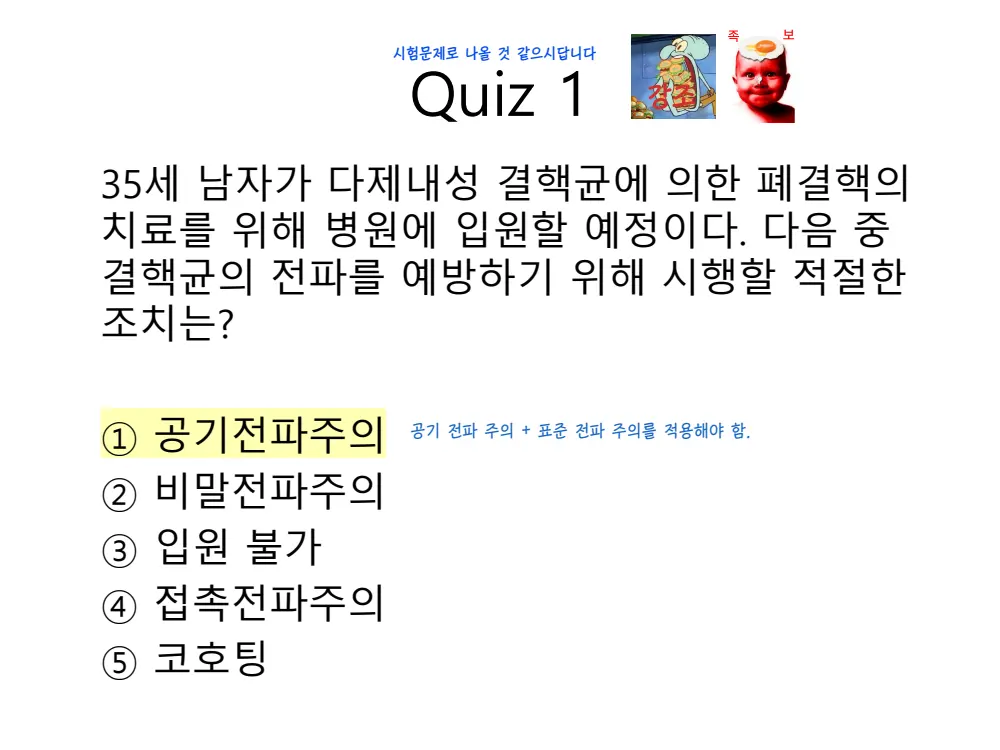 시험문제로 나올 것 같으시답니다
Quiz 1
강조
족 보
35세 남자가 다제내성 결핵균에 의한 폐결핵의
치료를 위해 병원에 입원할 예정이다. 다음 중
결핵균의 전파를 예방하기 위해 시행할 적절한
조치는?
① 공기전파주의
공기 전파 주의 + 표준 전파 주의를 적용해야 함.
② 비말전파주의
③ 입원 불가
④ 접촉전파주의
⑤ 코호팅